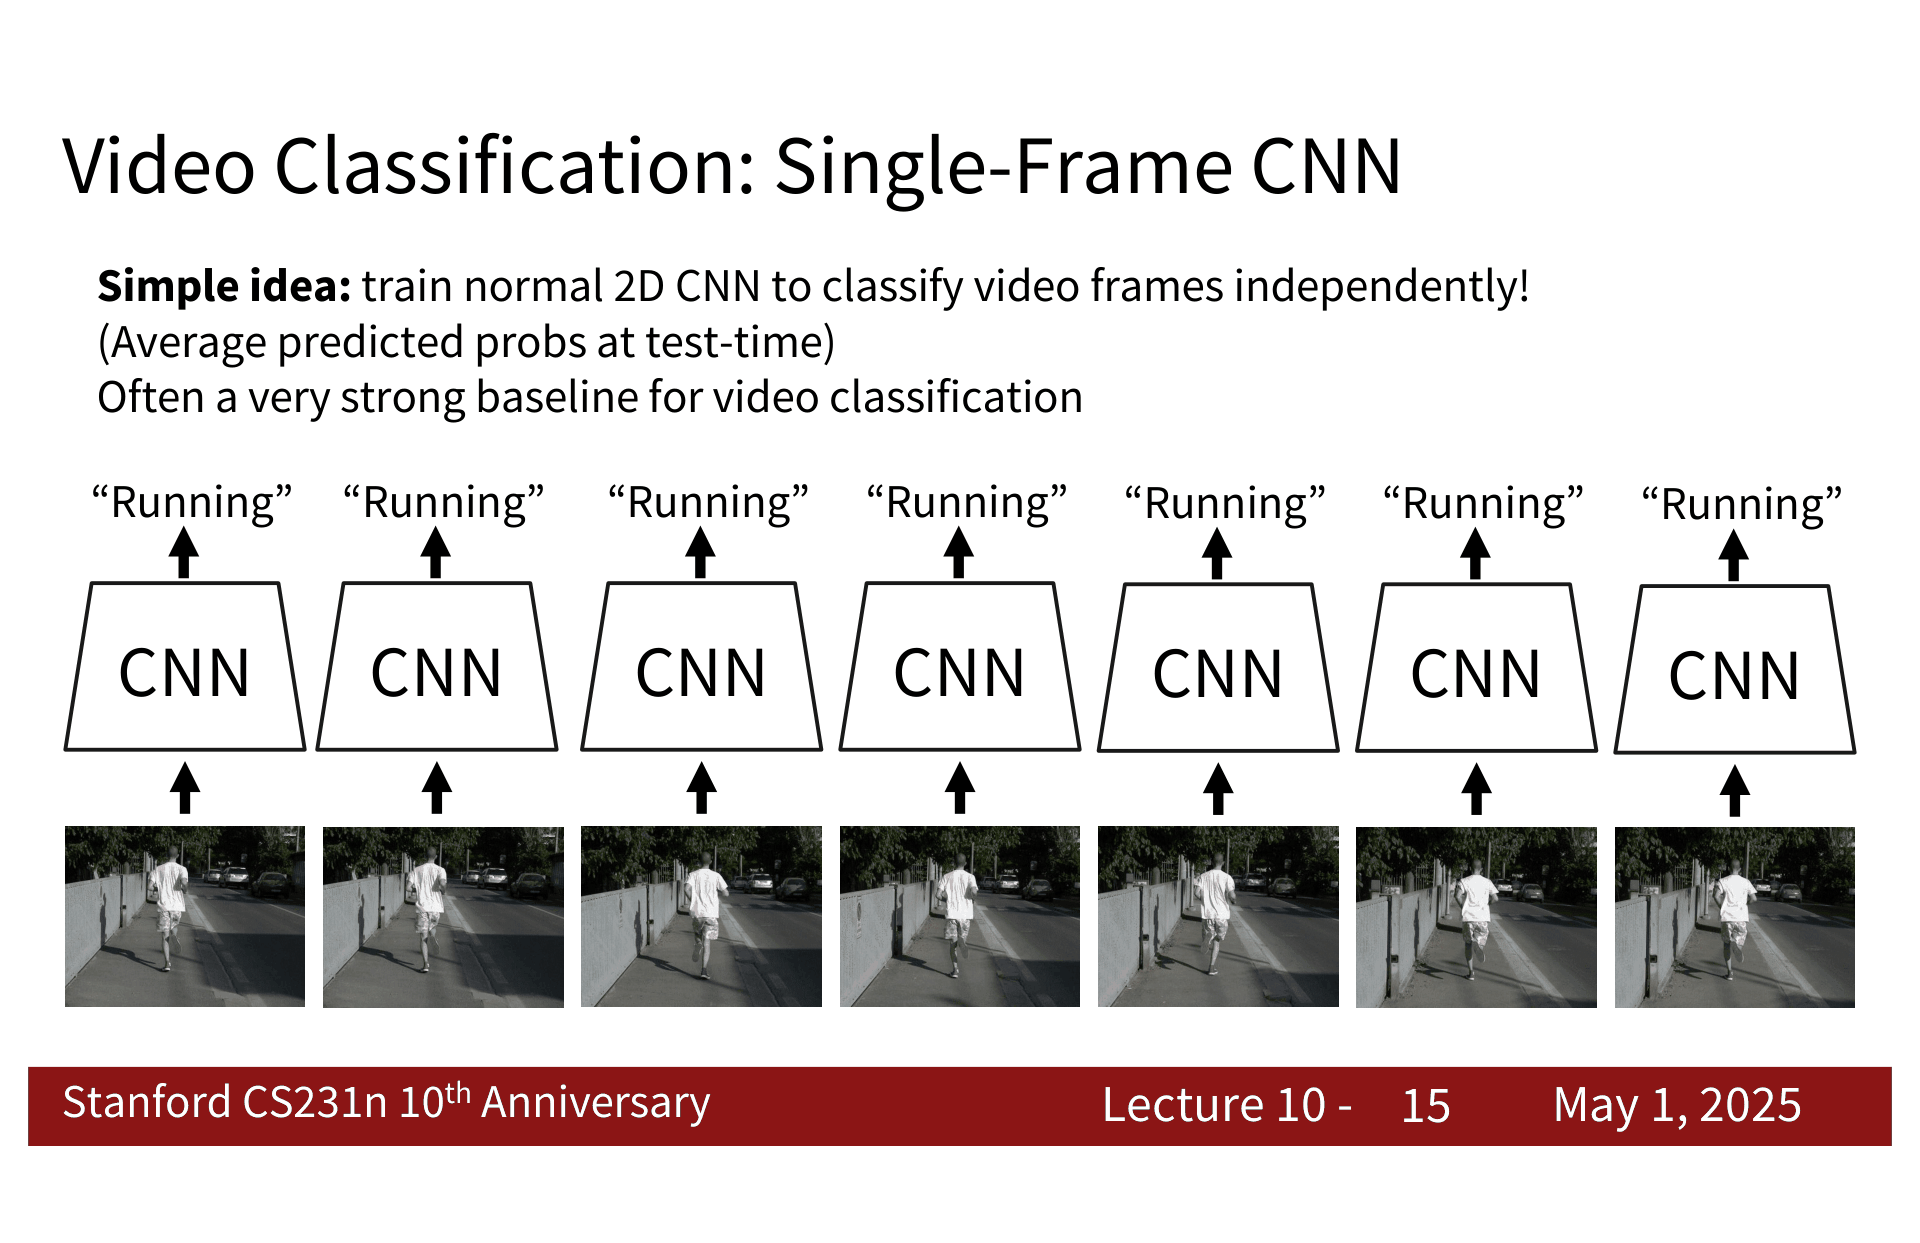 Video Classification: Single-Frame CNN
Simple idea: train normal 2D CNN to classify video frames independently!
(Average predicted probs at test-time)
Often a very strong baseline for video classification
“Running” “Running” “Running” “Running” “Running” “Running” “Running”
CNN CNN CNN CNN CNN CNN CNN
Stanford CS231n 10th Anniversary Lecture 10 - 15 May 1, 2025